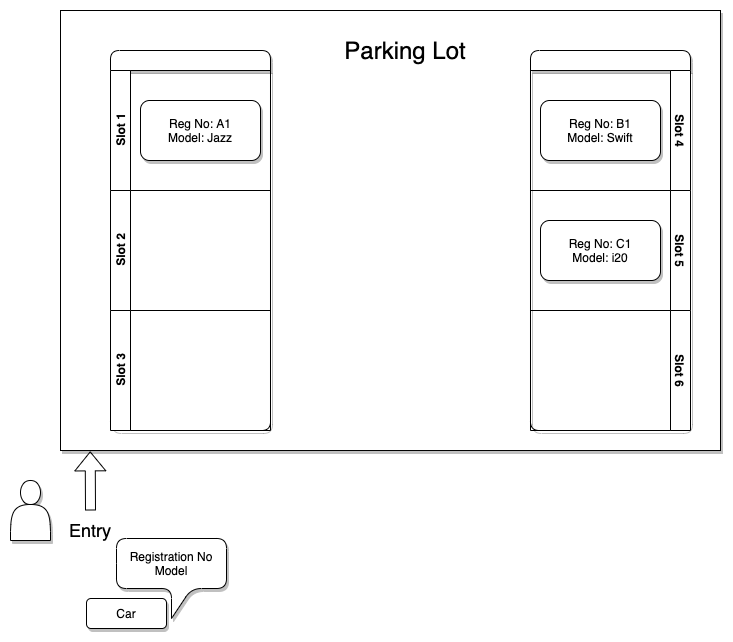 Parking Lot
Slot 1
Reg No: A1
Model: Jazz
Reg No: B1
Model: Swift
Slot 4
Slot 2
Reg No: C1
Model: i20
Slot 5
Slot 3
Slot 6
Entry
Registration No
Model
Car